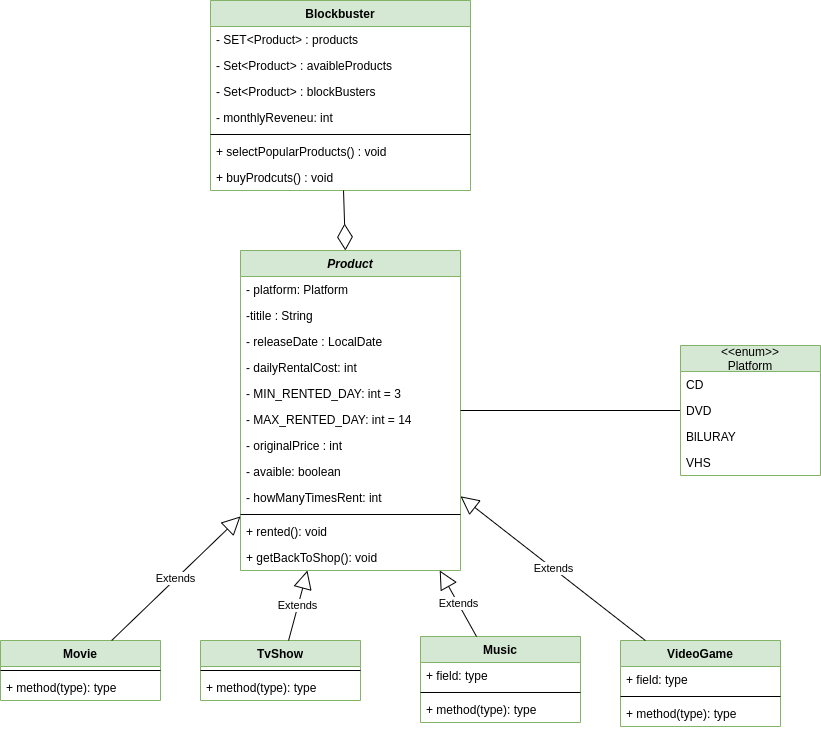 Blockbuster
- SET<Product> : products
- Set<Product> : avaibleProducts
- Set<Product> : blockBusters
- monthlyReveneu: int
+ selectPopularProducts() : void
+ buyProdcuts() : void
Product
- platform: Platform
-titile : String
- releaseDate : LocalDate
- dailyRentalCost: int
- MIN_RENTED_DAY: int = 3
- MAX_RENTED_DAY: int = 14
- originalPrice : int
- avaible: boolean
- howManyTimesRent: int
+ rented(): void
+ getBackToShop(): void
<<enum>>
Platform
CD
DVD
BlLURAY
VHS
Extends
Extends
Extends
Extends
Movie
+ method(type): type
TvShow
+ method(type): type
Music
+ field: type
+ method(type): type
VideoGame
+ field: type
+ method(type): type